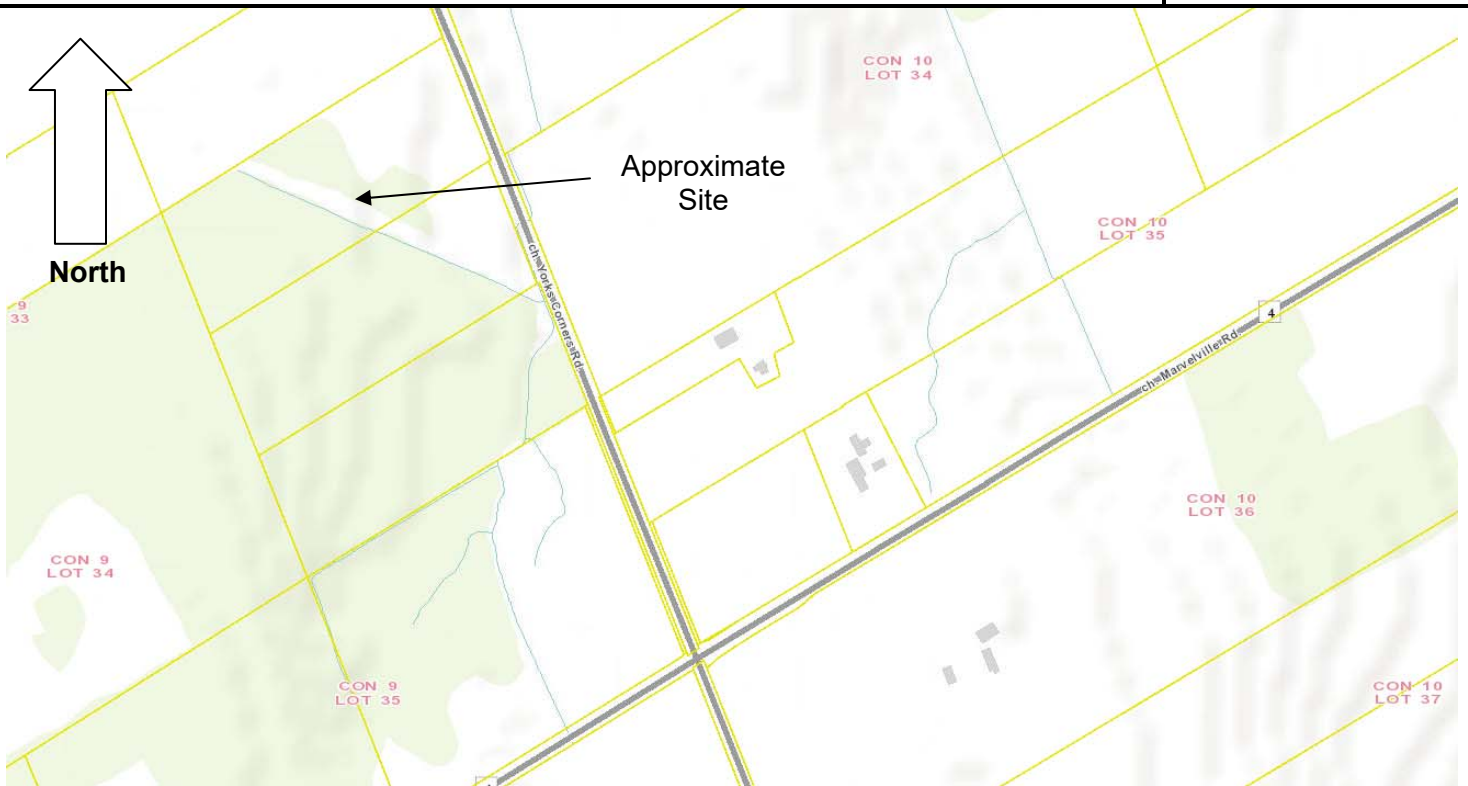 CON 10
LOT 34
Approximate
Site
North
CON 10
LOT 35
9
33
ch Yorks Corners Rd
4
ch Marvelville Rd
CON 10
LOT 36
CON 9
LOT 34
CON 9
LOT 35
CON 10
LOT 37